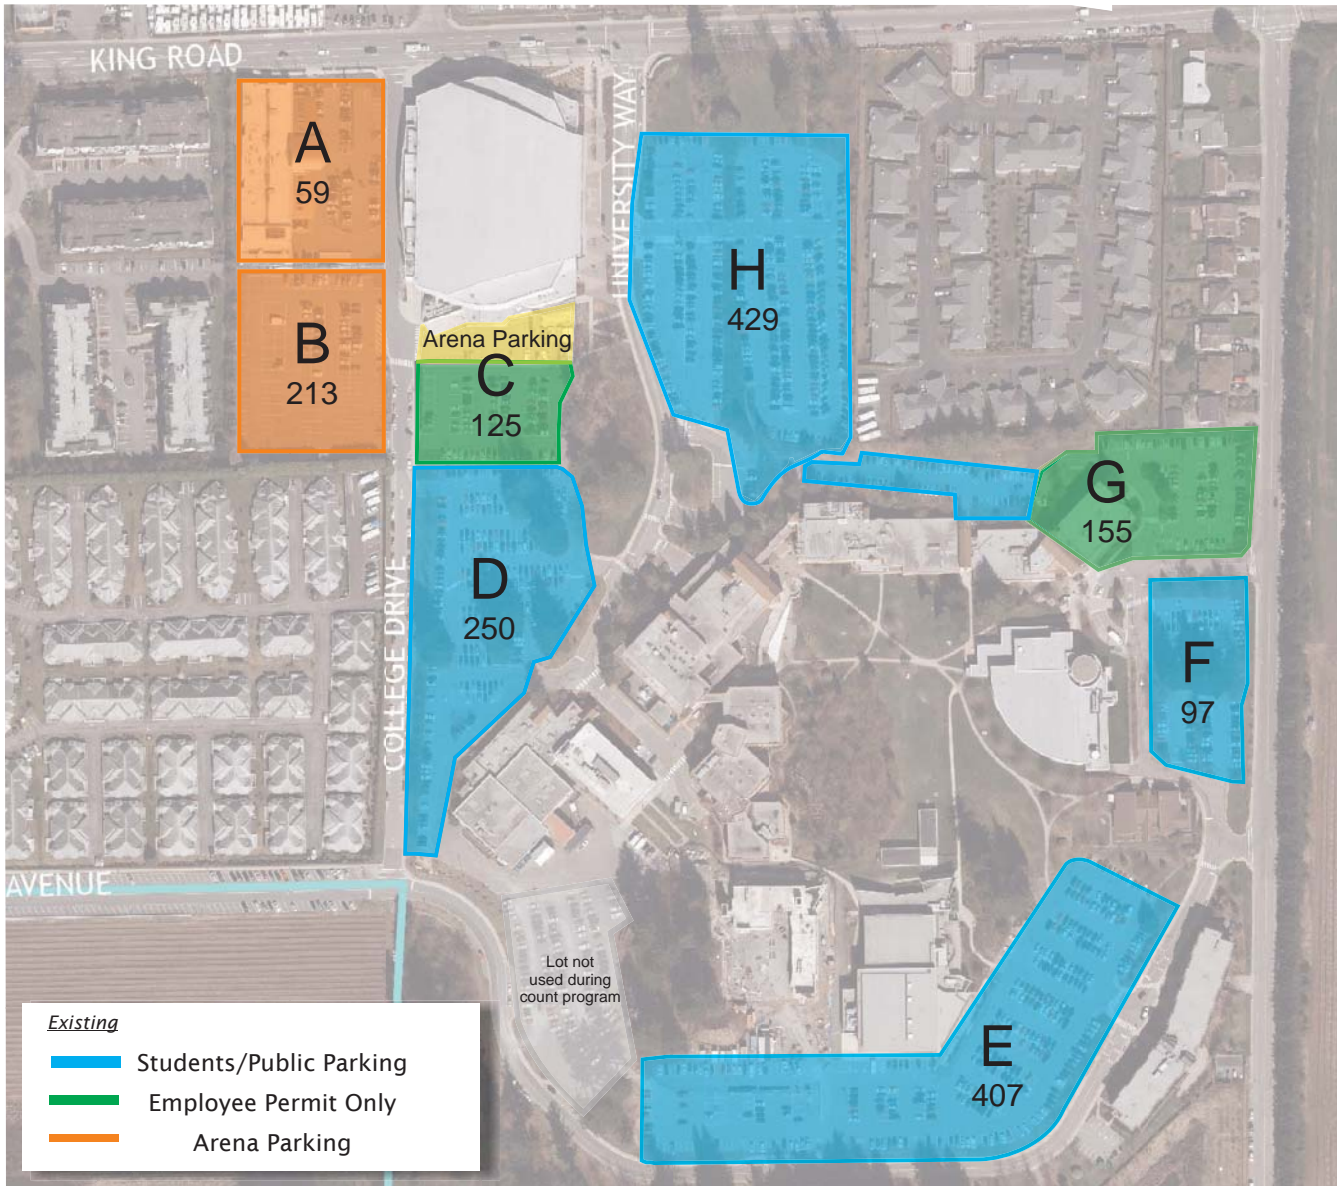 KING ROAD
UNIVERSITY WAY
A
59
B
213
Arena Parking
C
125
H
429
G
155
COLLEGE DRIVE
D
250
F
97
AVENUE
Lot not
used during
count program
E
407
Existing
Students/Public Parking
Employee Permit Only
Arena Parking